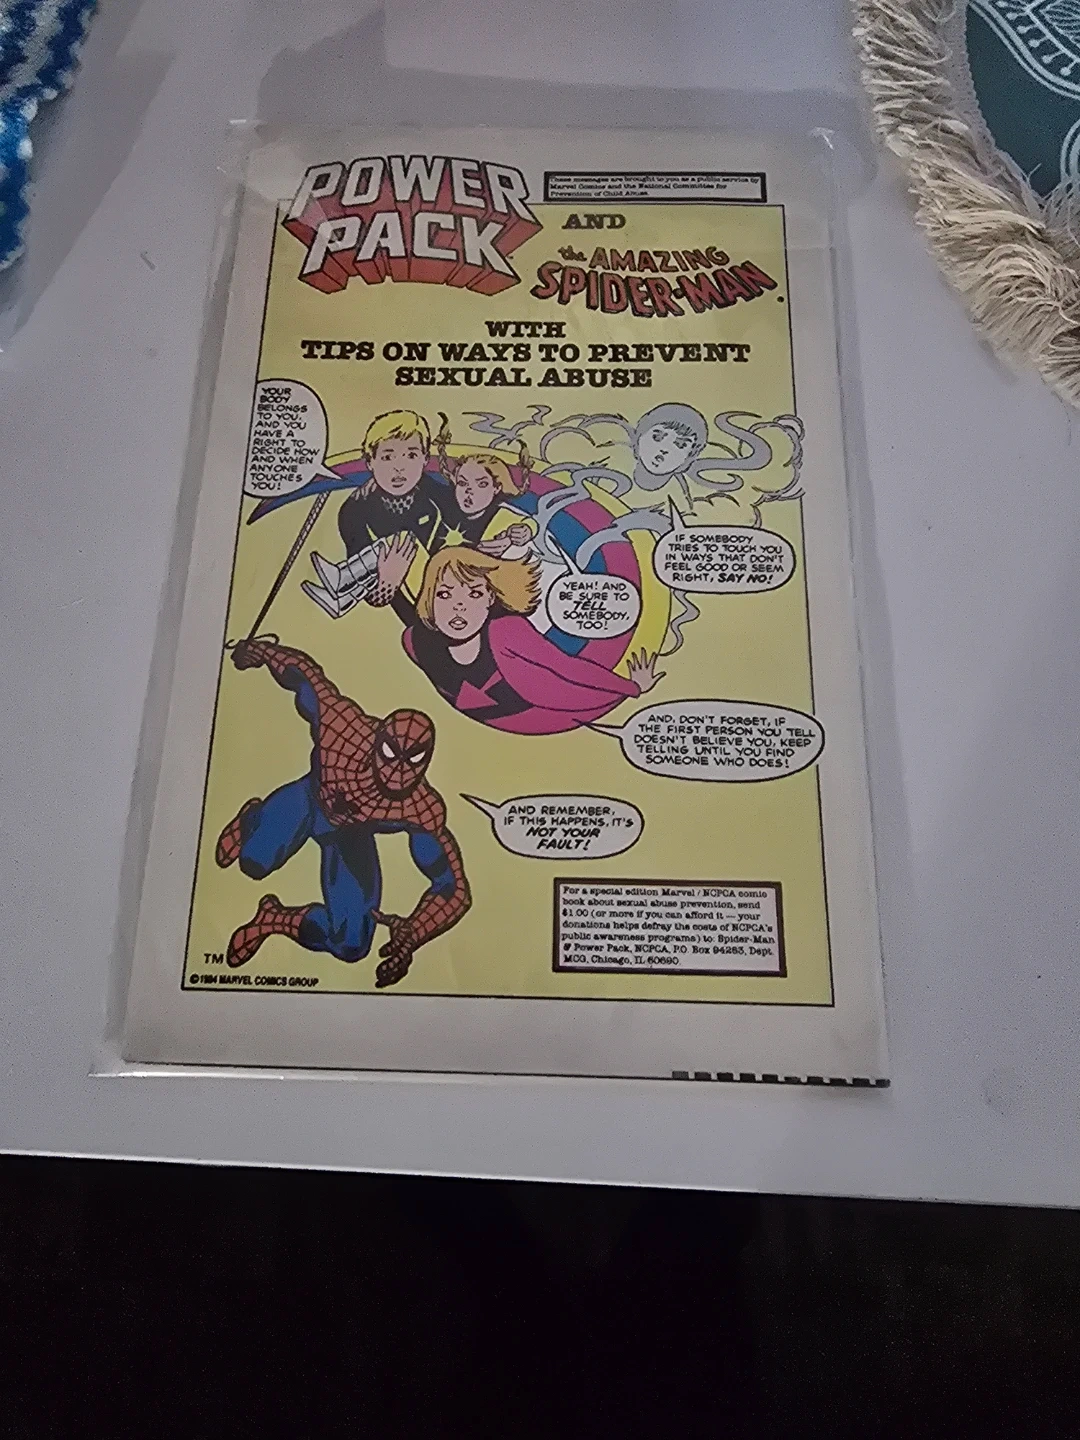 POWER
PACK
These messages are brought to you as a public service by
Marvel Comics and the National Committee for
Prevention of Child Abuse.
AND
the AMAZING
SPIDER-MAN.
WITH
TIPS ON WAYS TO PREVENT
SEXUAL ABUSE
YOUR
BODY
BELONGS
TO YOU,
AND YOU
HAVE A
RIGHT TO
DECIDE HOW
AND WHEN
ANYONE
TOUCHES
YOU!
IF SOMEBODY
TRIES TO TOUCH YOU
IN WAYS THAT DON'T
FEEL GOOD OR SEEM
RIGHT, SAY NO!
YEAH! AND
BE SURE TO
TELL
SOMEBODY,
TOO!
AND, DON'T FORGET, IF
THE FIRST PERSON YOU TELL
DOESN'T BELIEVE YOU, KEEP
TELLING UNTIL YOU FIND
SOMEONE WHO DOES!
AND REMEMBER,
IF THIS HAPPENS, IT'S
NOT YOUR
FAULT!
For a special edition Marvel / NCPCA comic
book about sexual abuse prevention, send
$1.00 (or more if you can afford it — your
donations helps defray the costs of NCPCA's
public awareness programs) to: Spider-Man
& Power Pack, NCPCA, P.O. Box 94283, Dept.
MCG, Chicago, IL 60690.
TM
© 1984 MARVEL COMICS GROUP